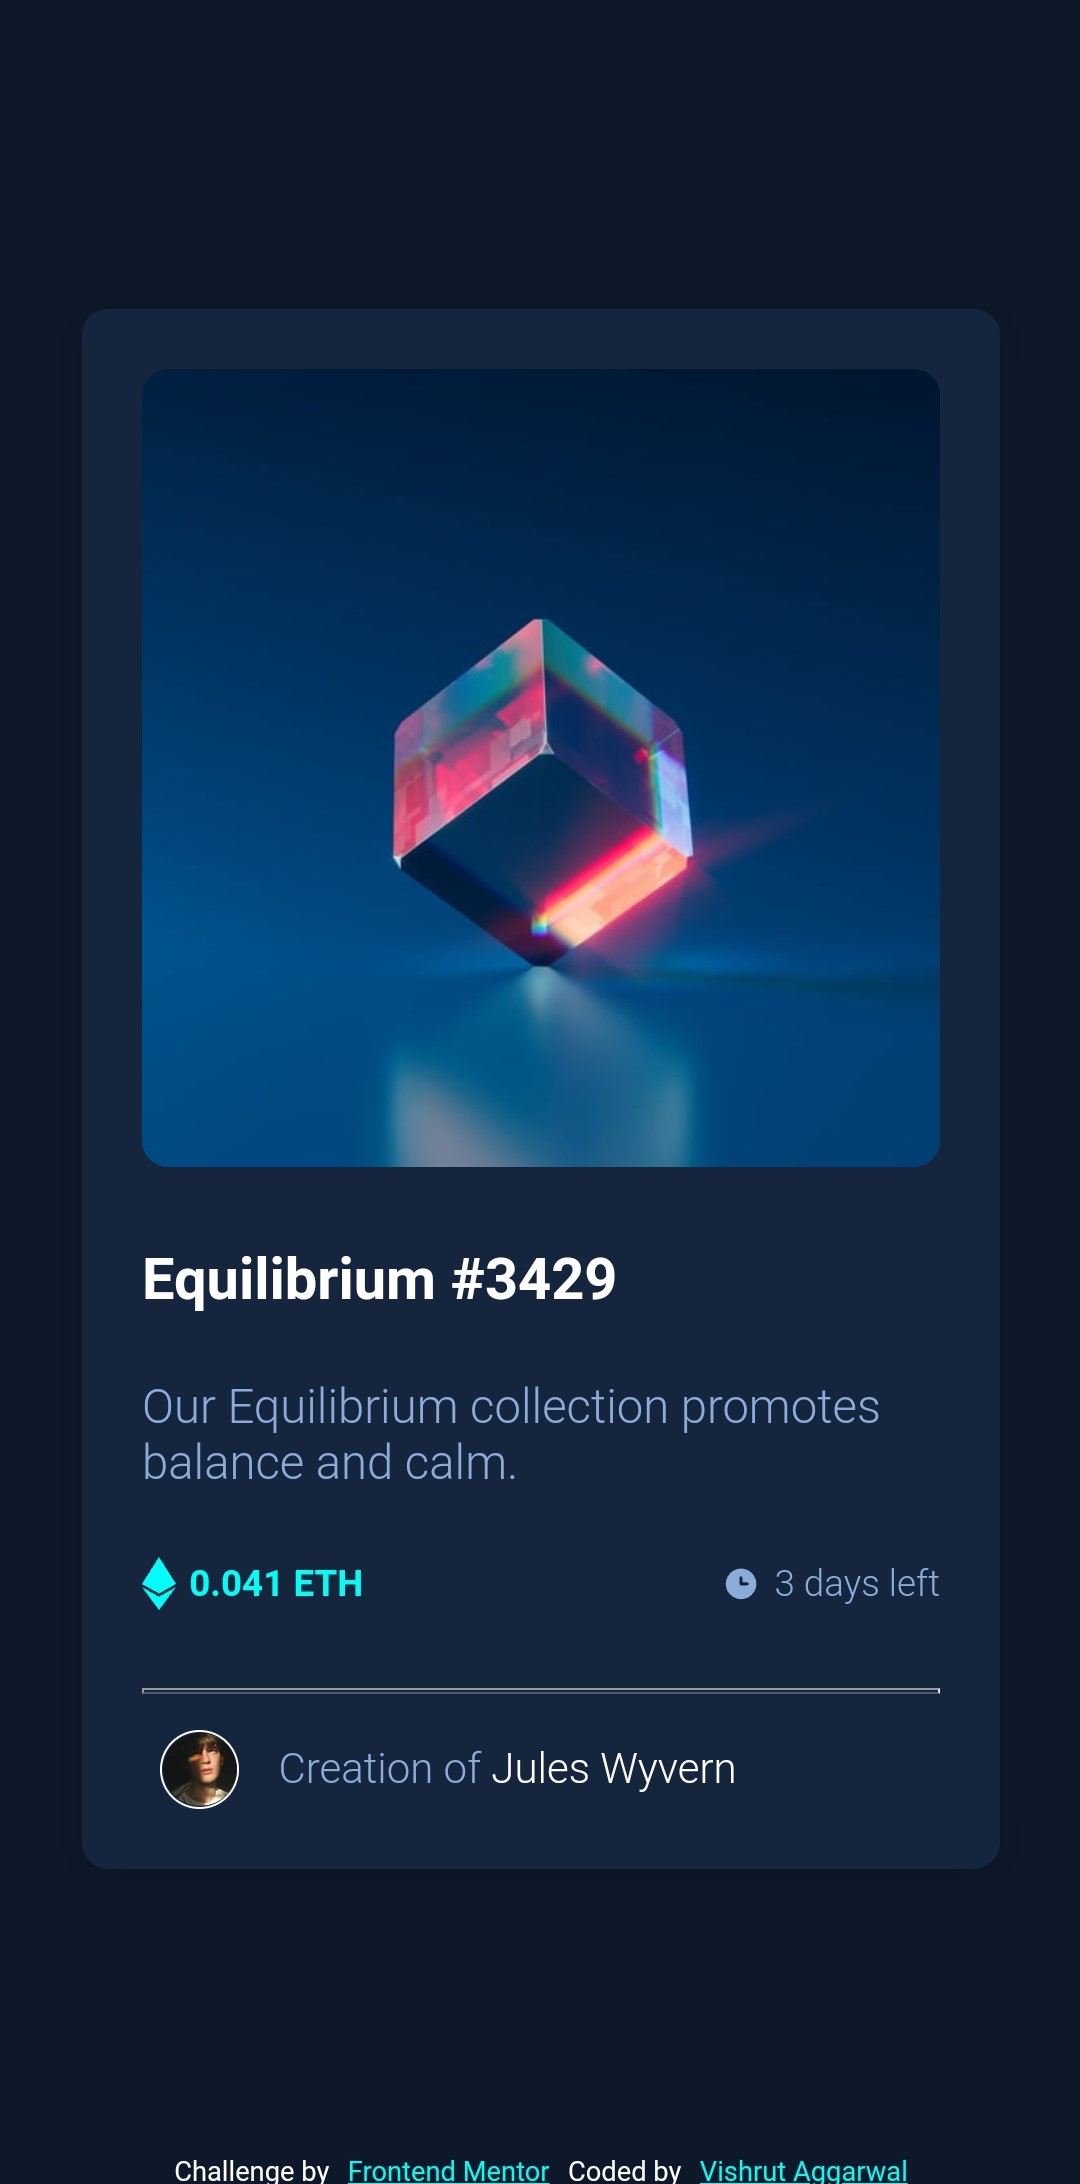 Equilibrium #3429
Our Equilibrium collection promotes
balance and calm.
0.041 ETH 3 days left
Creation of Jules Wyvern
Challenge by Frontend Mentor Coded by Vishrut Aggarwal